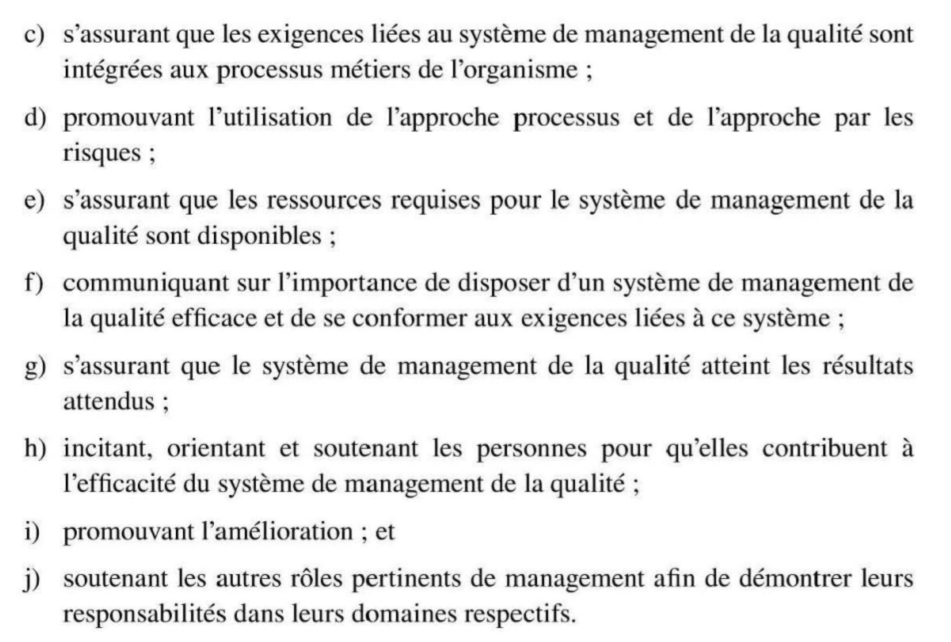 c) s’assurant que les exigences liées au système de management de la qualité sont
intégrées aux processus métiers de l’organisme ;
d) promouvant l’utilisation de l’approche processus et de l’approche par les
risques ;
e) s’assurant que les ressources requises pour le système de management de la
qualité sont disponibles ;
f) communiquant sur l’importance de disposer d’un système de management de
la qualité efficace et de se conformer aux exigences liées à ce système ;
g) s’assurant que le système de management de la qualité atteint les résultats
attendus ;
h) incitant, orientant et soutenant les personnes pour qu’elles contribuent à
l’efficacité du système de management de la qualité ;
i) promouvant l’amélioration ; et
j) soutenant les autres rôles pertinents de management afin de démontrer leurs
responsabilités dans leurs domaines respectifs.